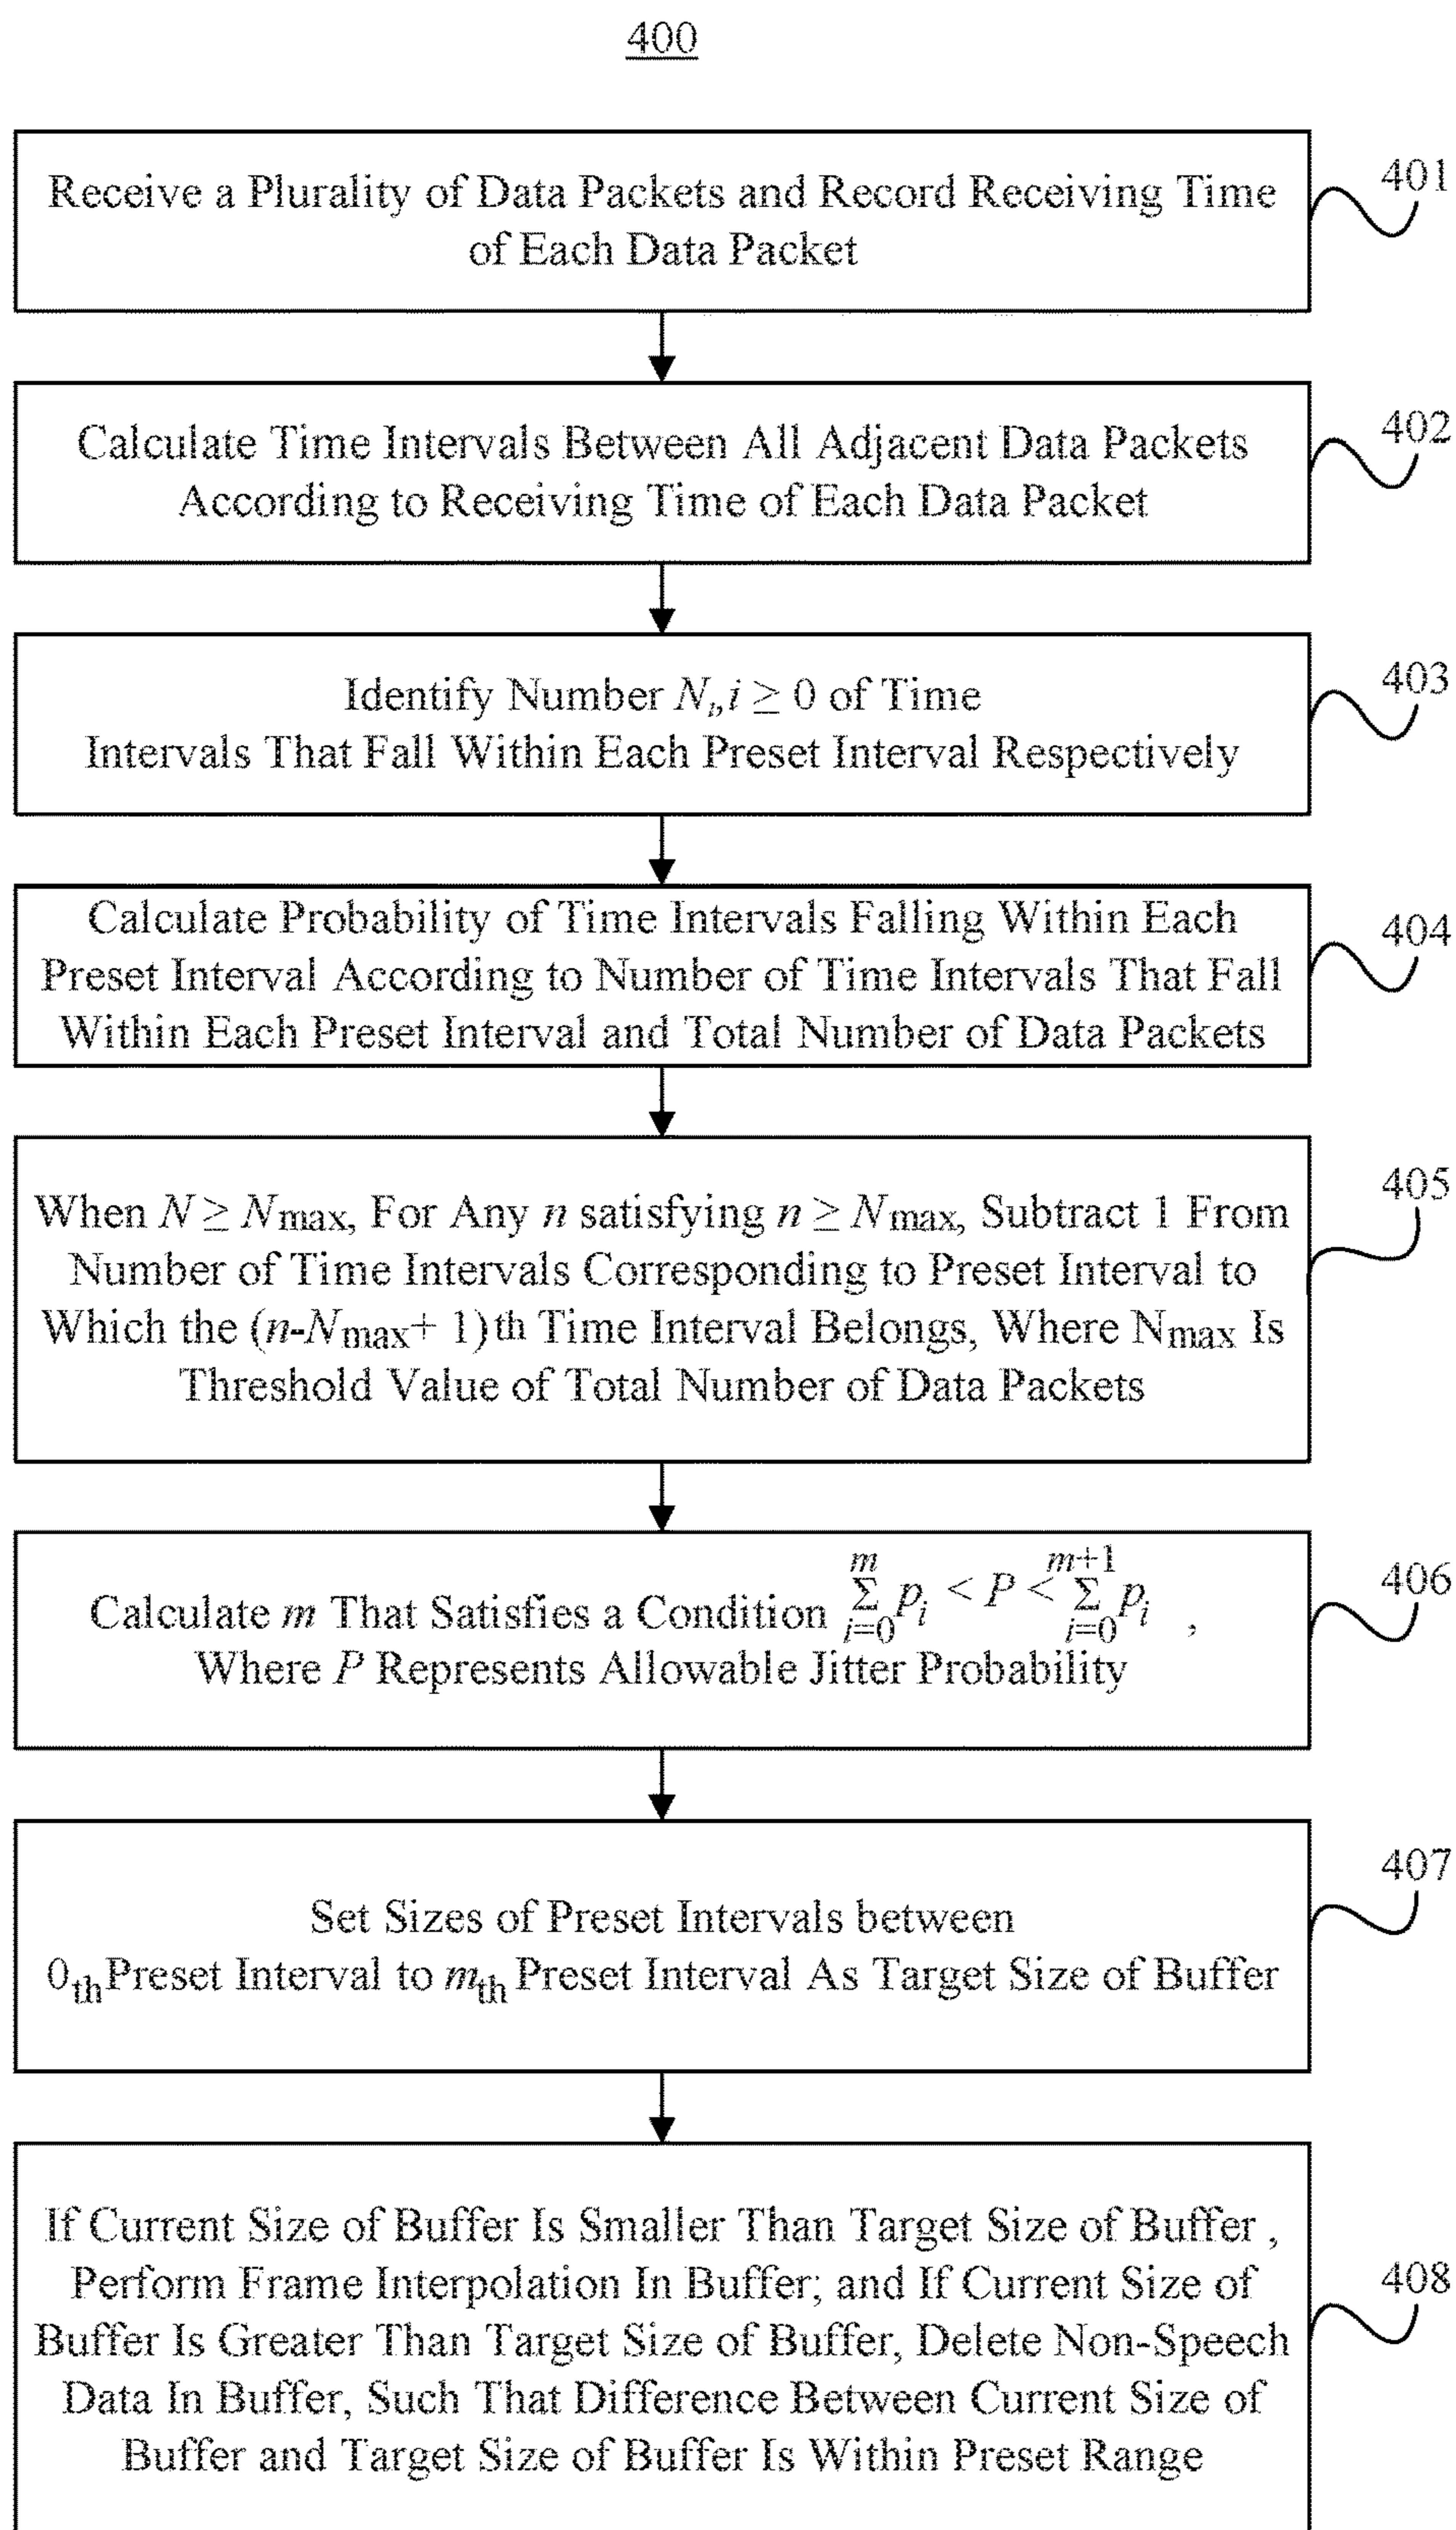 400
Receive a Plurality of Data Packets and Record Receiving Time
of Each Data Packet
401
Calculate Time Intervals Between All Adjacent Data Packets
According to Receiving Time of Each Data Packet
402
Identify Number Nᵢ, i ≥ 0 of Time
Intervals That Fall Within Each Preset Interval Respectively
403
Calculate Probability of Time Intervals Falling Within Each
Preset Interval According to Number of Time Intervals That Fall
Within Each Preset Interval and Total Number of Data Packets
404
When N ≥ Nmax, For Any n satisfying n ≥ Nmax, Subtract 1 From
Number of Time Intervals Corresponding to Preset Interval to
Which the (n-Nmax+ 1)th Time Interval Belongs, Where Nmax Is
Threshold Value of Total Number of Data Packets
405
Calculate m That Satisfies a Condition $\sum_{i=0}^{m} p_i < P < \sum_{i=0}^{m+1} p_i$ ,
Where P Represents Allowable Jitter Probability
406
Set Sizes of Preset Intervals between
0th Preset Interval to mth Preset Interval As Target Size of Buffer
407
If Current Size of Buffer Is Smaller Than Target Size of Buffer ,
Perform Frame Interpolation In Buffer; and If Current Size of
Buffer Is Greater Than Target Size of Buffer, Delete Non-Speech
Data In Buffer, Such That Difference Between Current Size of
Buffer and Target Size of Buffer Is Within Preset Range
408